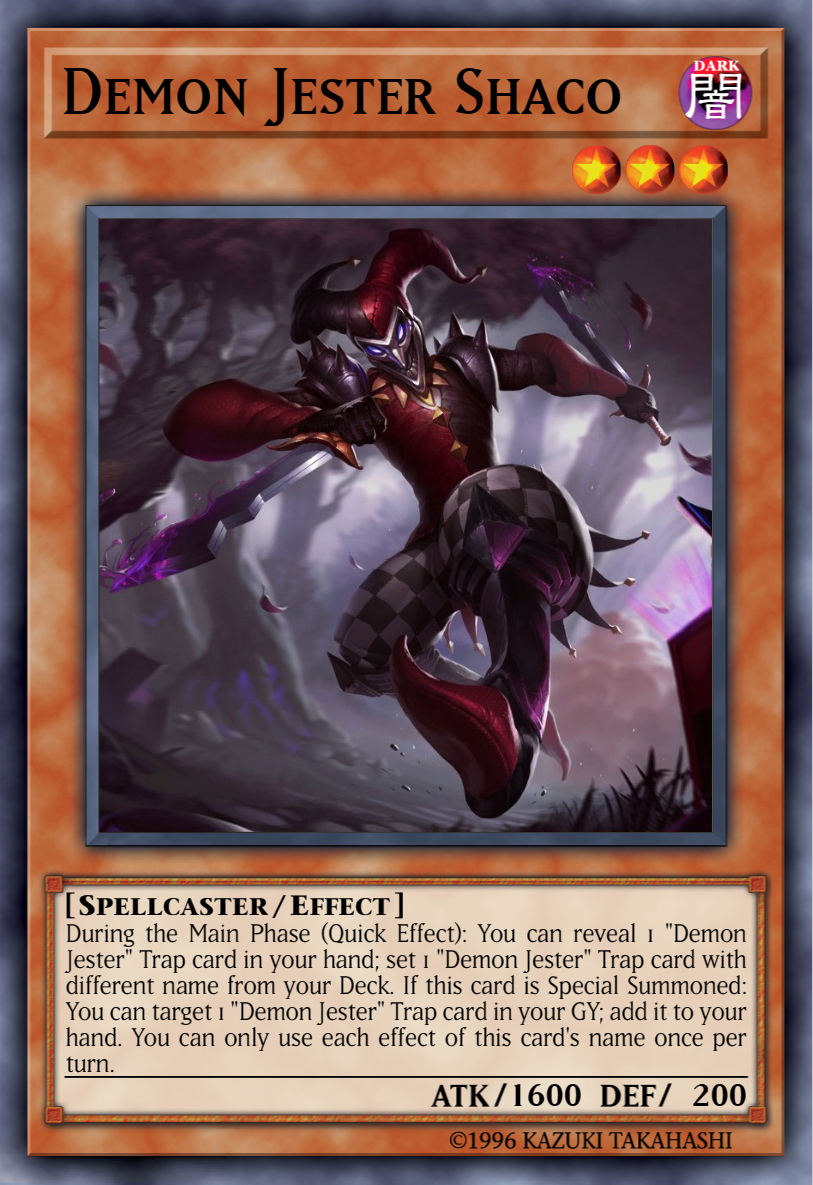 Demon Jester Shaco
DARK
闇
[Spellcaster/Effect]
During the Main Phase (Quick Effect): You can reveal 1 "Demon
Jester" Trap card in your hand; set 1 "Demon Jester" Trap card with
different name from your Deck. If this card is Special Summoned:
You can target 1 "Demon Jester" Trap card in your GY; add it to your
hand. You can only use each effect of this card's name once per
turn.
ATK/1600 DEF/ 200
©1996 KAZUKI TAKAHASHI